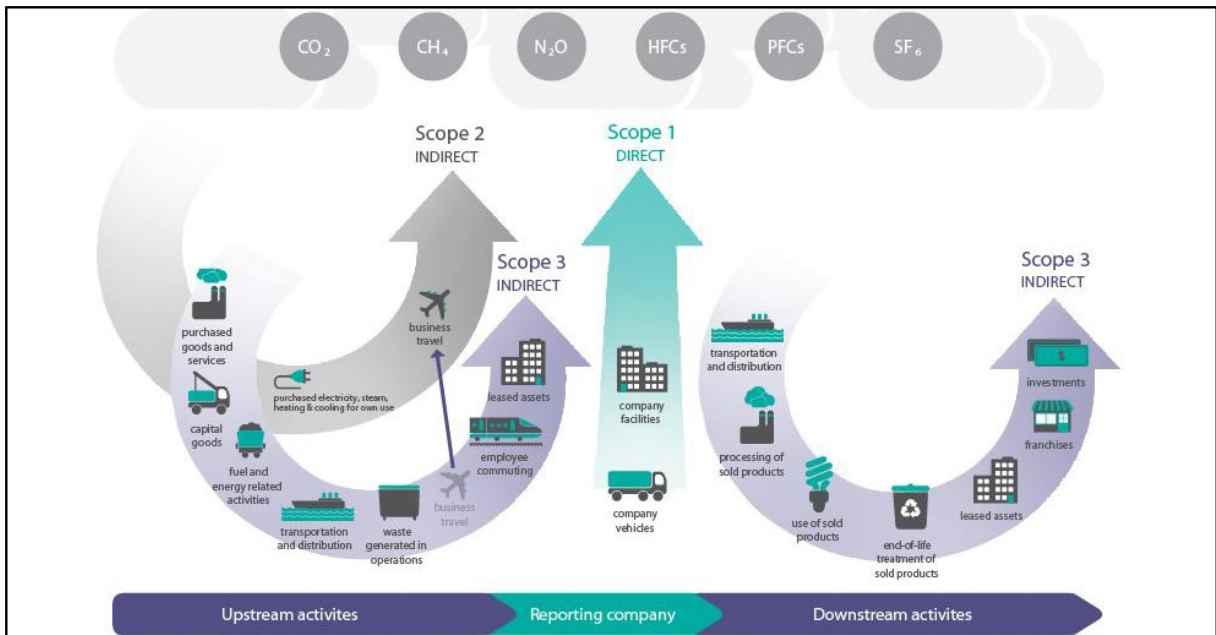 CO₂
CH₄
N₂O
HFCs
PFCs
SF₆
Scope 2
INDIRECT
Scope 1
DIRECT
Scope 3
INDIRECT
Scope 3
INDIRECT
purchased
goods and
services
business
travel
purchased electricity, steam,
heating & cooling for own use
capital
goods
fuel and
energy related
activities
transportation
and distribution
waste
generated in
operations
business
travel
employee
commuting
leased assets
company
facilities
company
vehicles
transportation
and distribution
processing of
sold products
use of sold
products
end-of-life
treatment of
sold products
leased assets
franchises
investments
Upstream activites
Reporting company
Downstream activites